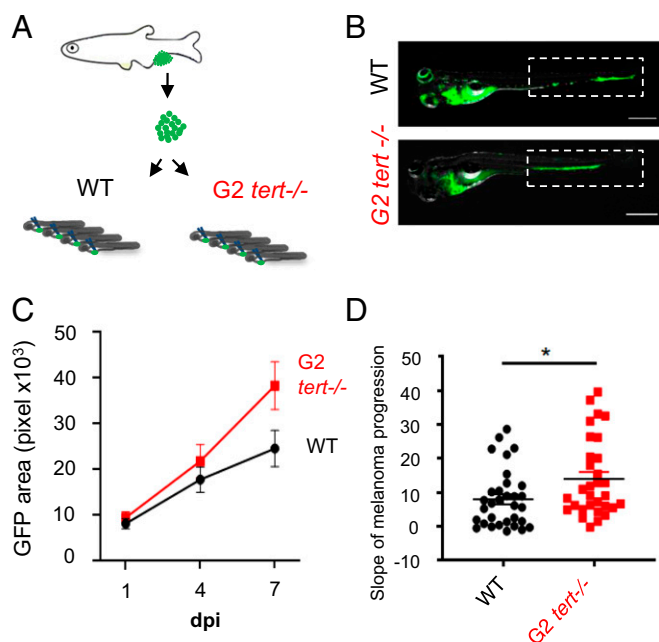 A
WT
G2 tert-/-
B
WT
G2 tert -/-
C
GFP area (pixel x10³)
50
40
30
20
10
0
G2
tert-/-
WT
1 4 7
dpi
D
Slope of melanoma progression
50
40
30
20
10
0
-10
*
WT
G2 tert-/-